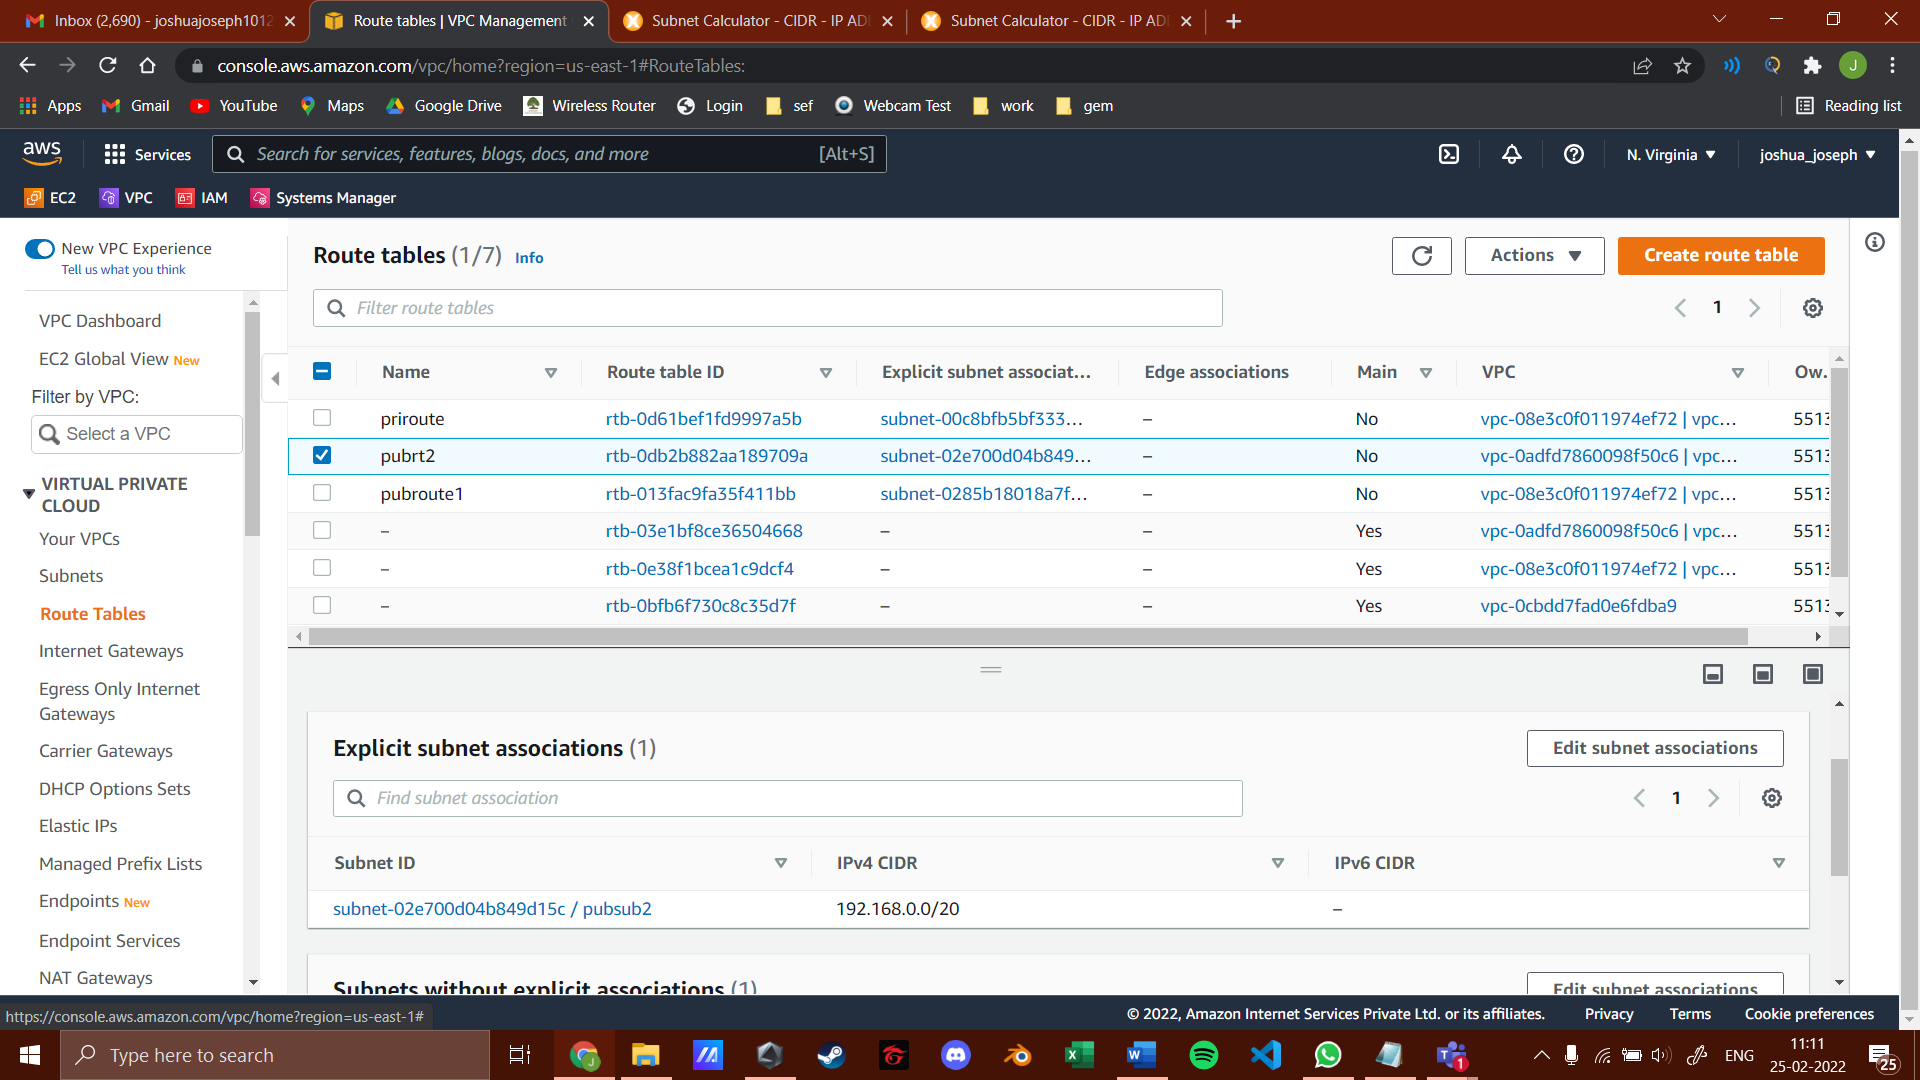 Inbox (2,690) - joshuajoseph1012
Route tables | VPC Management
Subnet Calculator - CIDR - IP ADD
Subnet Calculator - CIDR - IP ADD
console.aws.amazon.com/vpc/home?region=us-east-1#RouteTables:
J
Apps
Gmail
YouTube
Maps
Google Drive
Wireless Router
Login
sef
Webcam Test
work
gem
Reading list
aws
Services
Search for services, features, blogs, docs, and more
[Alt+S]
N. Virginia
joshua_joseph
EC2
VPC
IAM
Systems Manager
New VPC Experience
Tell us what you think
VPC Dashboard
EC2 Global View New
Filter by VPC:
Select a VPC
VIRTUAL PRIVATE
CLOUD
Your VPCs
Subnets
Route Tables
Internet Gateways
Egress Only Internet
Gateways
Carrier Gateways
DHCP Options Sets
Elastic IPs
Managed Prefix Lists
Endpoints New
Endpoint Services
NAT Gateways
Route tables (1/7) Info
Actions
Create route table
Filter route tables
1
Name Route table ID Explicit subnet associat... Edge associations Main VPC Ow.
priroute rtb-0d61bef1fd9997a5b subnet-00c8bfb5bf333... – No vpc-08e3c0f011974ef72 | vpc... 5513
pubrt2 rtb-0db2b882aa189709a subnet-02e700d04b849... – No vpc-0adfd7860098f50c6 | vpc... 5513
pubroute1 rtb-013fac9fa35f411bb subnet-0285b18018a7f... – No vpc-08e3c0f011974ef72 | vpc... 5513
– rtb-03e1bf8ce36504668 – – Yes vpc-0adfd7860098f50c6 | vpc... 5513
– rtb-0e38f1bcea1c9dcf4 – – Yes vpc-08e3c0f011974ef72 | vpc... 5513
– rtb-0bfb6f730c8c35d7f – – Yes vpc-0cbdd7fad0e6fdba9 5513
Explicit subnet associations (1)
Edit subnet associations
Find subnet association
1
Subnet ID IPv4 CIDR IPv6 CIDR
subnet-02e700d04b849d15c / pubsub2 192.168.0.0/20 –
Subnets without explicit associations (1)
Edit subnet associations
https://console.aws.amazon.com/vpc/home?region=us-east-1#
© 2022, Amazon Internet Services Private Ltd. or its affiliates.
Privacy
Terms
Cookie preferences
Type here to search
1
ENG
11:11
25-02-2022
25